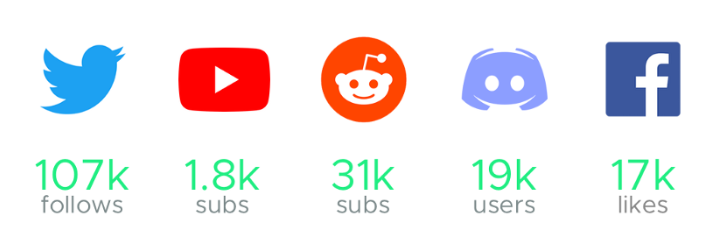 107k 1.8k 31k 19k 17k
follows subs subs users likes